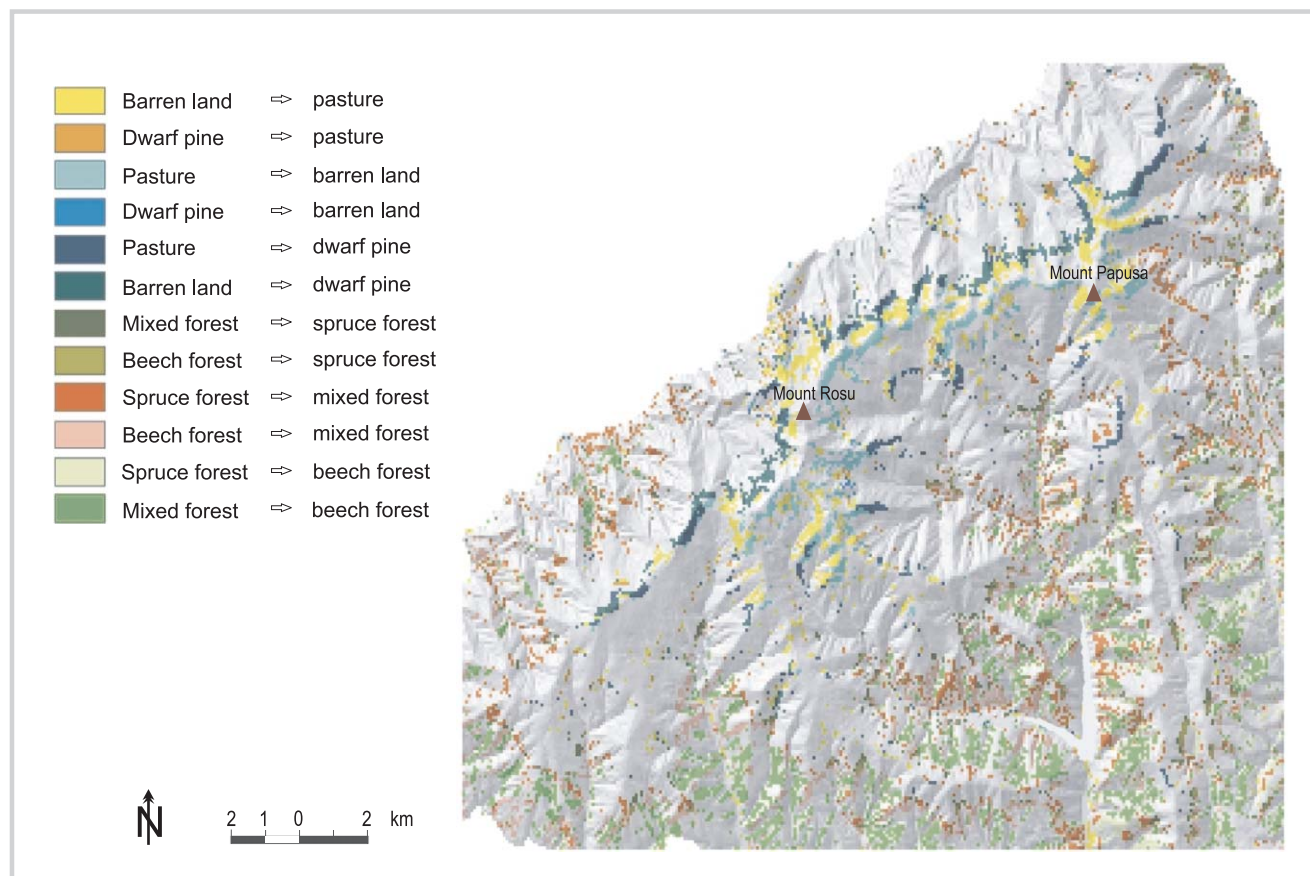 Barren land ⇨ pasture
Dwarf pine ⇨ pasture
Pasture ⇨ barren land
Dwarf pine ⇨ barren land
Pasture ⇨ dwarf pine
Barren land ⇨ dwarf pine
Mixed forest ⇨ spruce forest
Beech forest ⇨ spruce forest
Spruce forest ⇨ mixed forest
Beech forest ⇨ mixed forest
Spruce forest ⇨ beech forest
Mixed forest ⇨ beech forest
Mount Papusa
Mount Rosu
N
2 1 0 2 km